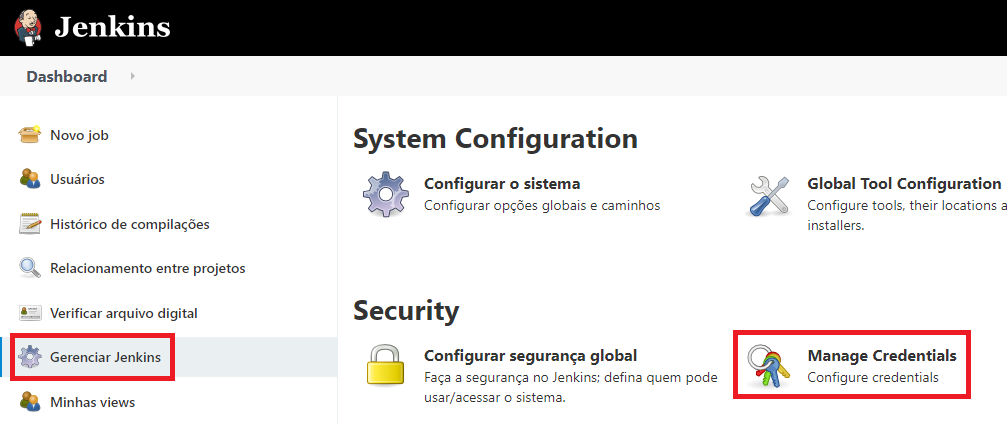 Jenkins
Dashboard
Novo job
Usuários
Histórico de compilações
Relacionamento entre projetos
Verificar arquivo digital
Gerenciar Jenkins
Minhas views
System Configuration
Configurar o sistema
Configurar opções globais e caminhos
Global Tool Configuration
Configure tools, their locations a
installers.
Security
Configurar segurança global
Faça a segurança no Jenkins; defina quem pode
usar/acessar o sistema.
Manage Credentials
Configure credentials